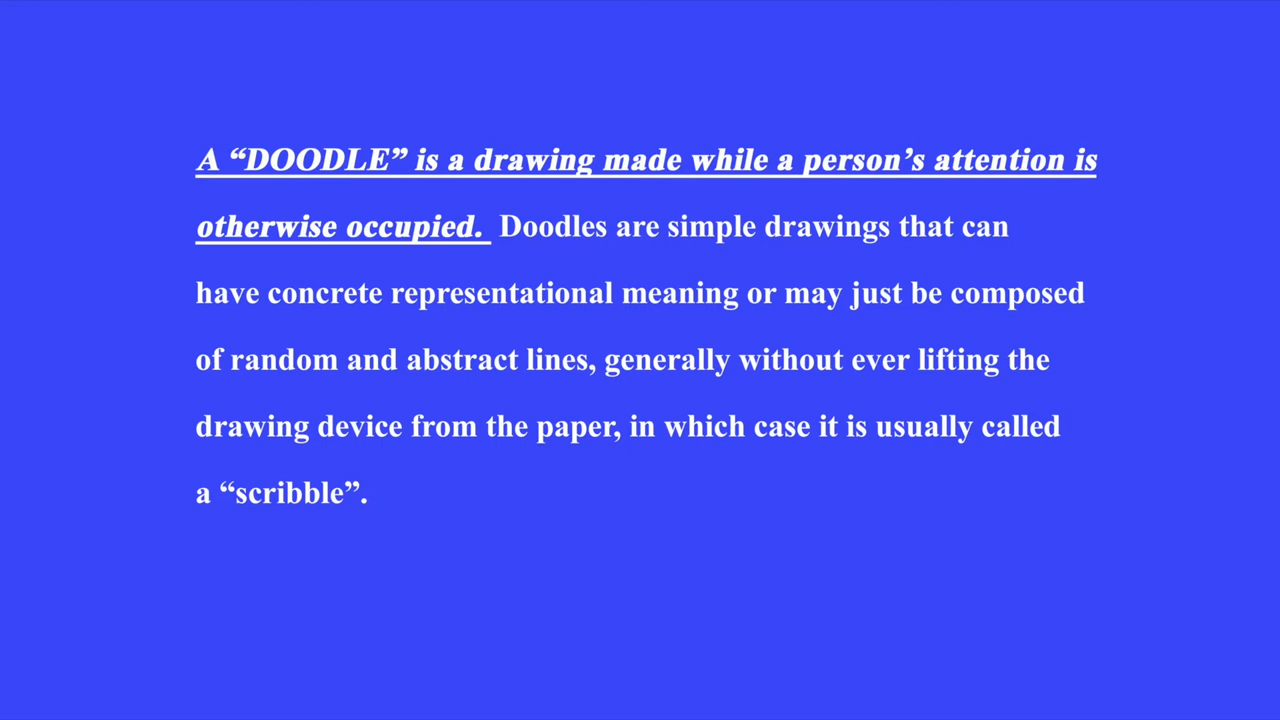 A “DOODLE” is a drawing made while a person’s attention is
otherwise occupied. Doodles are simple drawings that can
have concrete representational meaning or may just be composed
of random and abstract lines, generally without ever lifting the
drawing device from the paper, in which case it is usually called
a “scribble”.